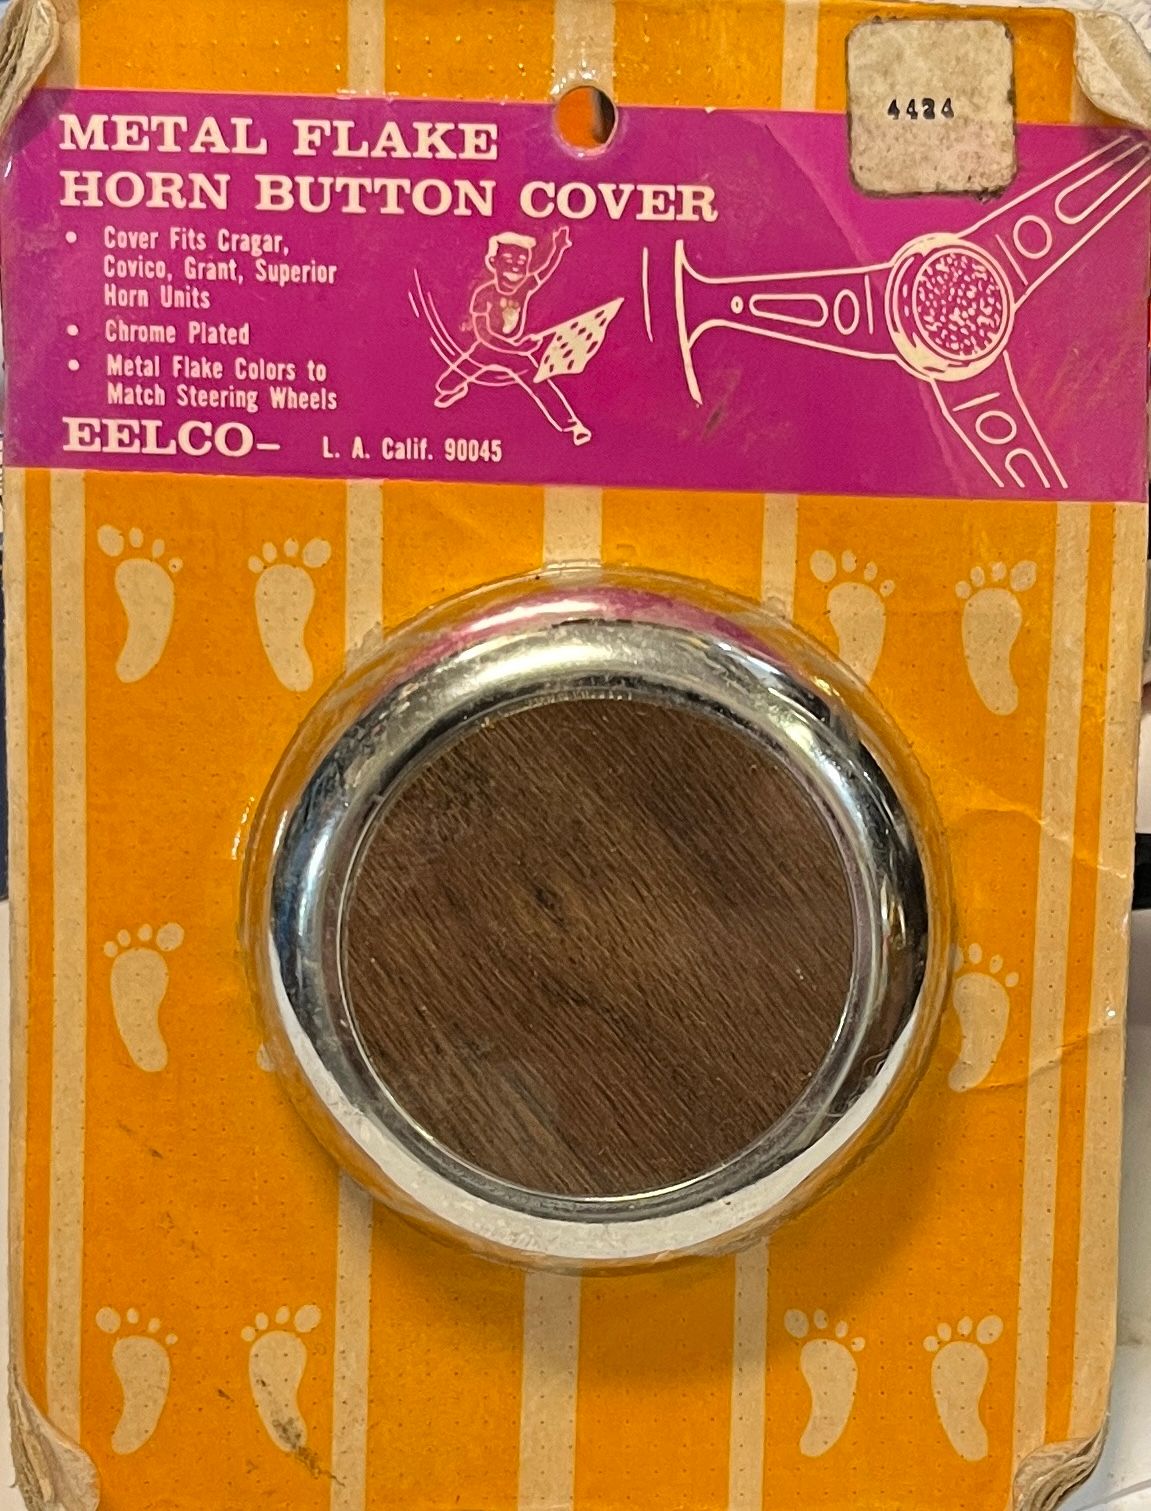 4424
METAL FLAKE
HORN BUTTON COVER
• Cover Fits Cragar,
Covico, Grant, Superior
Horn Units
• Chrome Plated
• Metal Flake Colors to
Match Steering Wheels
EELCO– L. A. Calif. 90045